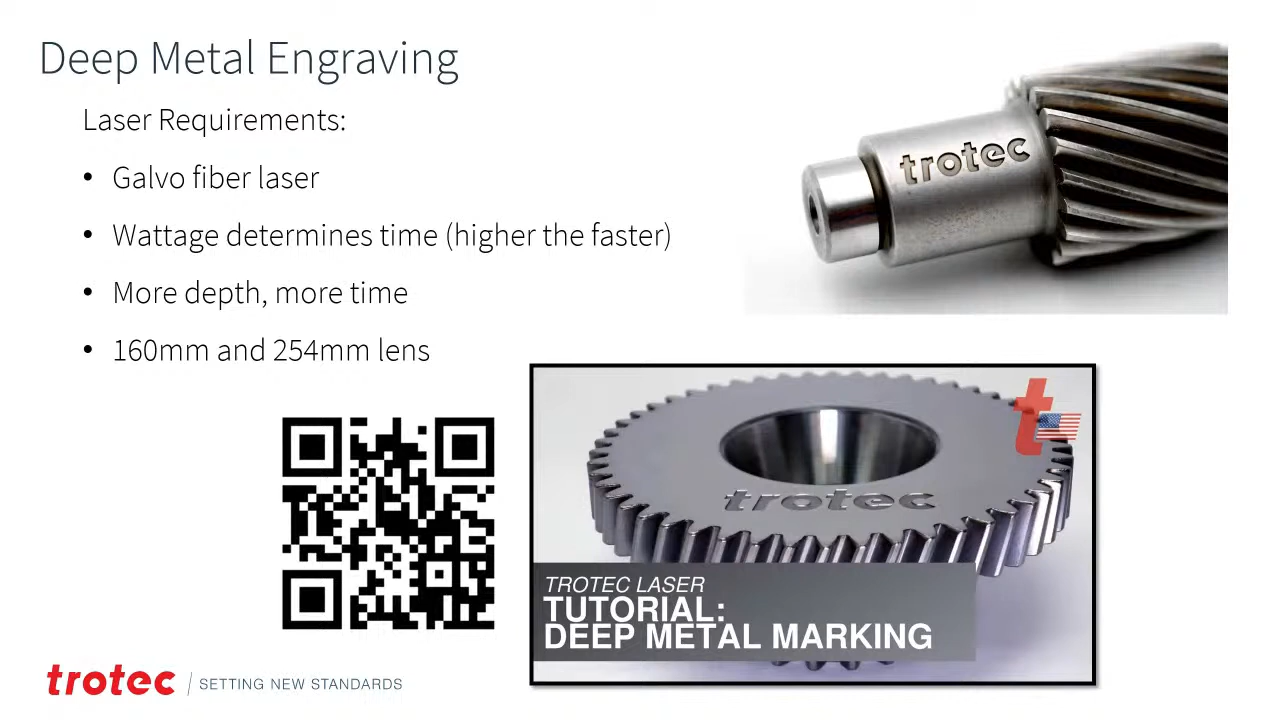 Deep Metal Engraving
Laser Requirements:
• Galvo fiber laser
• Wattage determines time (higher the faster)
• More depth, more time
• 160mm and 254mm lens
trotec
t
trotec
TROTEC LASER
TUTORIAL:
DEEP METAL MARKING
trotec / SETTING NEW STANDARDS